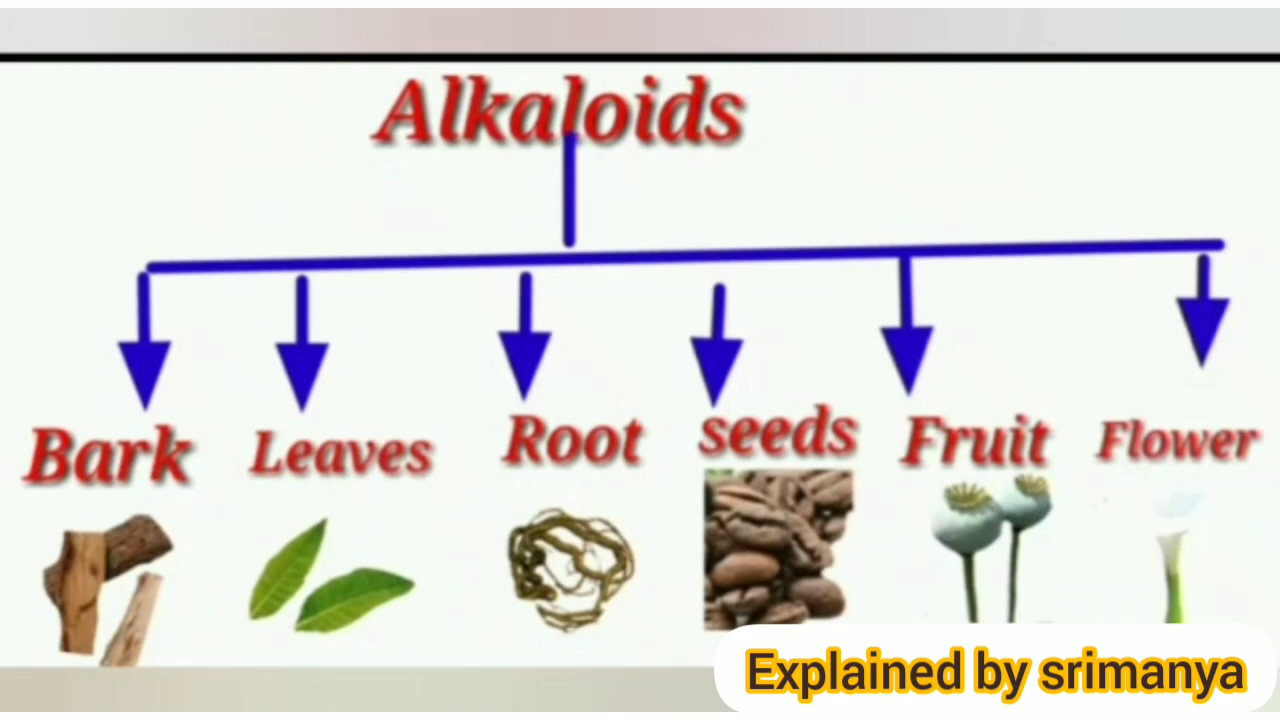 Alkaloids
Bark Leaves Root seeds Fruit Flower
Explained by srimanya